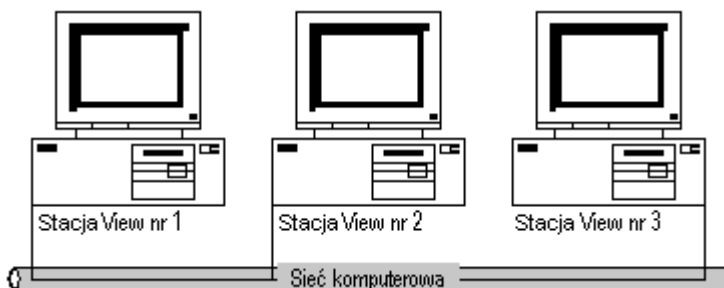 Stacja View nr 1
Stacja View nr 2
Stacja View nr 3
Sieć komputerowa